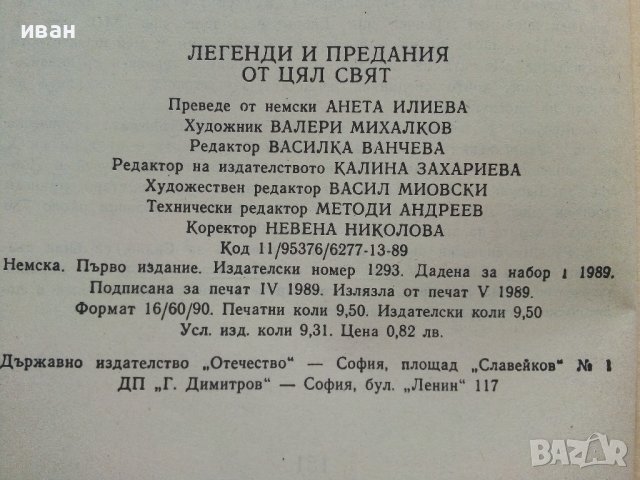 иван
ЛЕГЕНДИ И ПРЕДАНИЯ
ОТ ЦЯЛ СВЯТ
Преведе от немски АНЕТА ИЛИЕВА
Художник ВАЛЕРИ МИХАЛКОВ
Редактор ВАСИЛКА ВАНЧЕВА
Редактор на издателството КАЛИНА ЗАХАРИЕВА
Художествен редактор ВАСИЛ МИОВСКИ
Технически редактор МЕТОДИ АНДРЕЕВ
Коректор НЕВЕНА НИКОЛОВА
Код 11/95376/6277-13-89
Немска. Първо издание. Издателски номер 1293. Дадена за набор I 1989.
Подписана за печат IV 1989. Излязла от печат V 1989.
Формат 16/60/90. Печатни коли 9,50. Издателски коли 9,50
Усл. изд. коли 9,31. Цена 0,82 лв.
Държавно издателство „Отечество“ — София, площад „Славейков“ № 1
ДП „Г. Димитров“ — София, бул. „Ленин“ 117
BAZAR